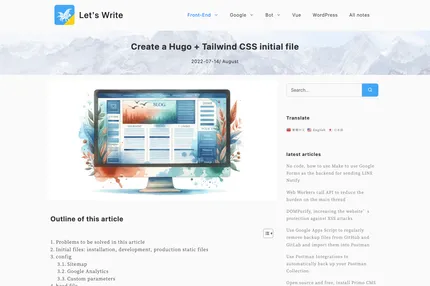 Let's Write
Front-End
Google
Bot
Vue
WordPress
All notes
Create a Hugo + Tailwind CSS initial file
2022-07-14/ August
Search...
BLOG
Translate
English
latest articles
No code, how to use Make to use Google Forms as the backend for sending LINE Notify
Web Workers call API to reduce the burden on the main thread
DOMPurify, increasing the website's protection against XSS attacks.
Use Google Apps Script to regularly remove backup files from GitHub and GitLab and import them into Postman
Use Postman Integrations to automatically back up your Postman Collections
Open source and free, install Prime CMS
Outline of this article
1. Problems to be solved in this article
2. Initial files: installation, development, production static files
3. config
3.1. Sitemap
3.2. Google Analytics
3.3. Custom parameters
4. head file